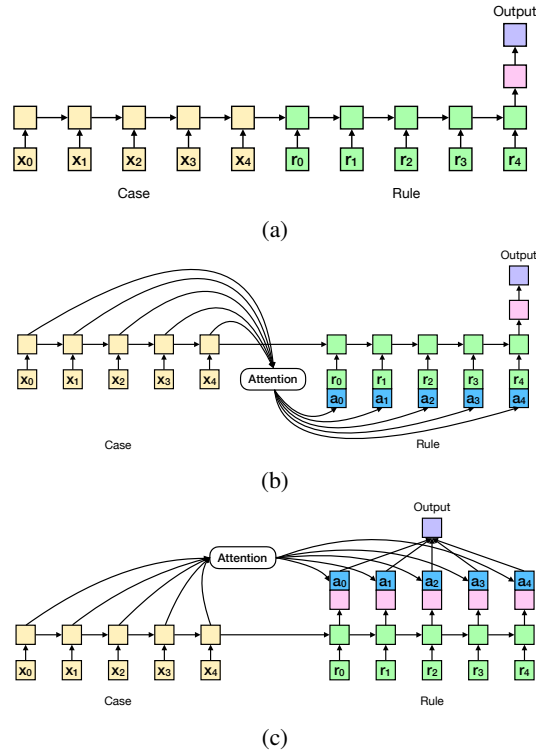 Output
x0 x1 x2 x3 x4 r0 r1 r2 r3 r4
Case Rule
(a)
Output
x0 x1 x2 x3 x4 Attention r0 r1 r2 r3 r4
a0 a1 a2 a3 a4
Case Rule
(b)
Output
Attention
a0 a1 a2 a3 a4
x0 x1 x2 x3 x4 r0 r1 r2 r3 r4
Case Rule
(c)